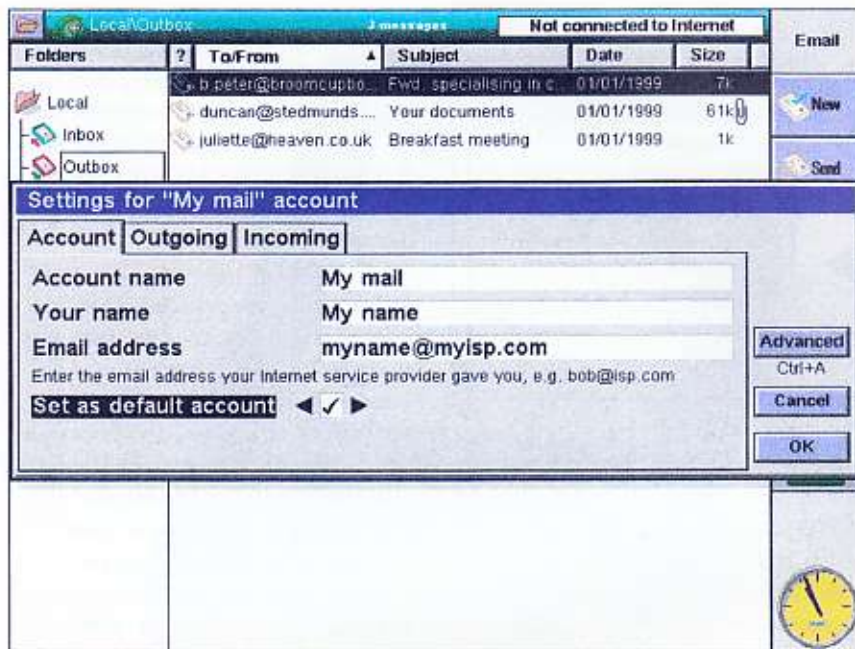 Local\Outbox 3 messages Not connected to Internet
Email
Folders ? To/From Subject Date Size
b.peter@broomcupbo... Fwd: specialising in c... 01/01/1999 7k
Local
duncan@stedmunds.... Your documents 01/01/1999 61k
New
Inbox
juliette@heaven.co.uk Breakfast meeting 01/01/1999 1k
Outbox
Send
Settings for "My mail" account
Account Outgoing Incoming
Account name My mail
Your name My name
Email address myname@myisp.com
Advanced
Enter the email address your Internet service provider gave you, e.g. bob@isp.com
Ctrl+A
Set as default account
Cancel
OK